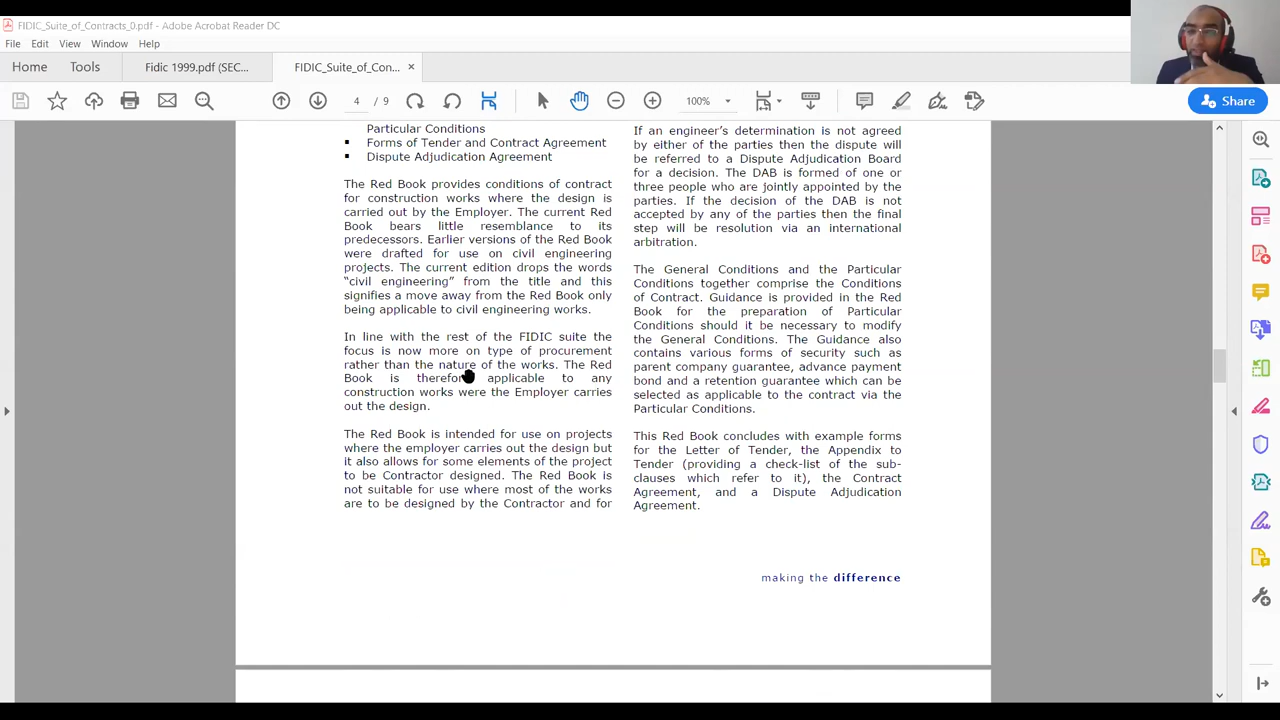 FIDIC_Suite_of_Contracts_0.pdf - Adobe Acrobat Reader DC
File Edit View Window Help
Home Tools Fidic 1999.pdf (SEC... FIDIC_Suite_of_Con... ×
4 / 9 100% Share
Particular Conditions
▪ Forms of Tender and Contract Agreement
▪ Dispute Adjudication Agreement
The Red Book provides conditions of contract
for construction works where the design is
carried out by the Employer. The current Red
Book bears little resemblance to its
predecessors. Earlier versions of the Red Book
were drafted for use on civil engineering
projects. The current edition drops the words
“civil engineering” from the title and this
signifies a move away from the Red Book only
being applicable to civil engineering works.
In line with the rest of the FIDIC suite the
focus is now more on type of procurement
rather than the nature of the works. The Red
Book is therefore applicable to any
construction works were the Employer carries
out the design.
The Red Book is intended for use on projects
where the employer carries out the design but
it also allows for some elements of the project
to be Contractor designed. The Red Book is
not suitable for use where most of the works
are to be designed by the Contractor and for
If an engineer’s determination is not agreed
by either of the parties then the dispute will
be referred to a Dispute Adjudication Board
for a decision. The DAB is formed of one or
three people who are jointly appointed by the
parties. If the decision of the DAB is not
accepted by any of the parties then the final
step will be resolution via an international
arbitration.
The General Conditions and the Particular
Conditions together comprise the Conditions
of Contract. Guidance is provided in the Red
Book for the preparation of Particular
Conditions should it be necessary to modify
the General Conditions. The Guidance also
contains various forms of security such as
parent company guarantee, advance payment
bond and a retention guarantee which can be
selected as applicable to the contract via the
Particular Conditions.
This Red Book concludes with example forms
for the Letter of Tender, the Appendix to
Tender (providing a check-list of the sub-
clauses which refer to it), the Contract
Agreement, and a Dispute Adjudication
Agreement.
making the difference